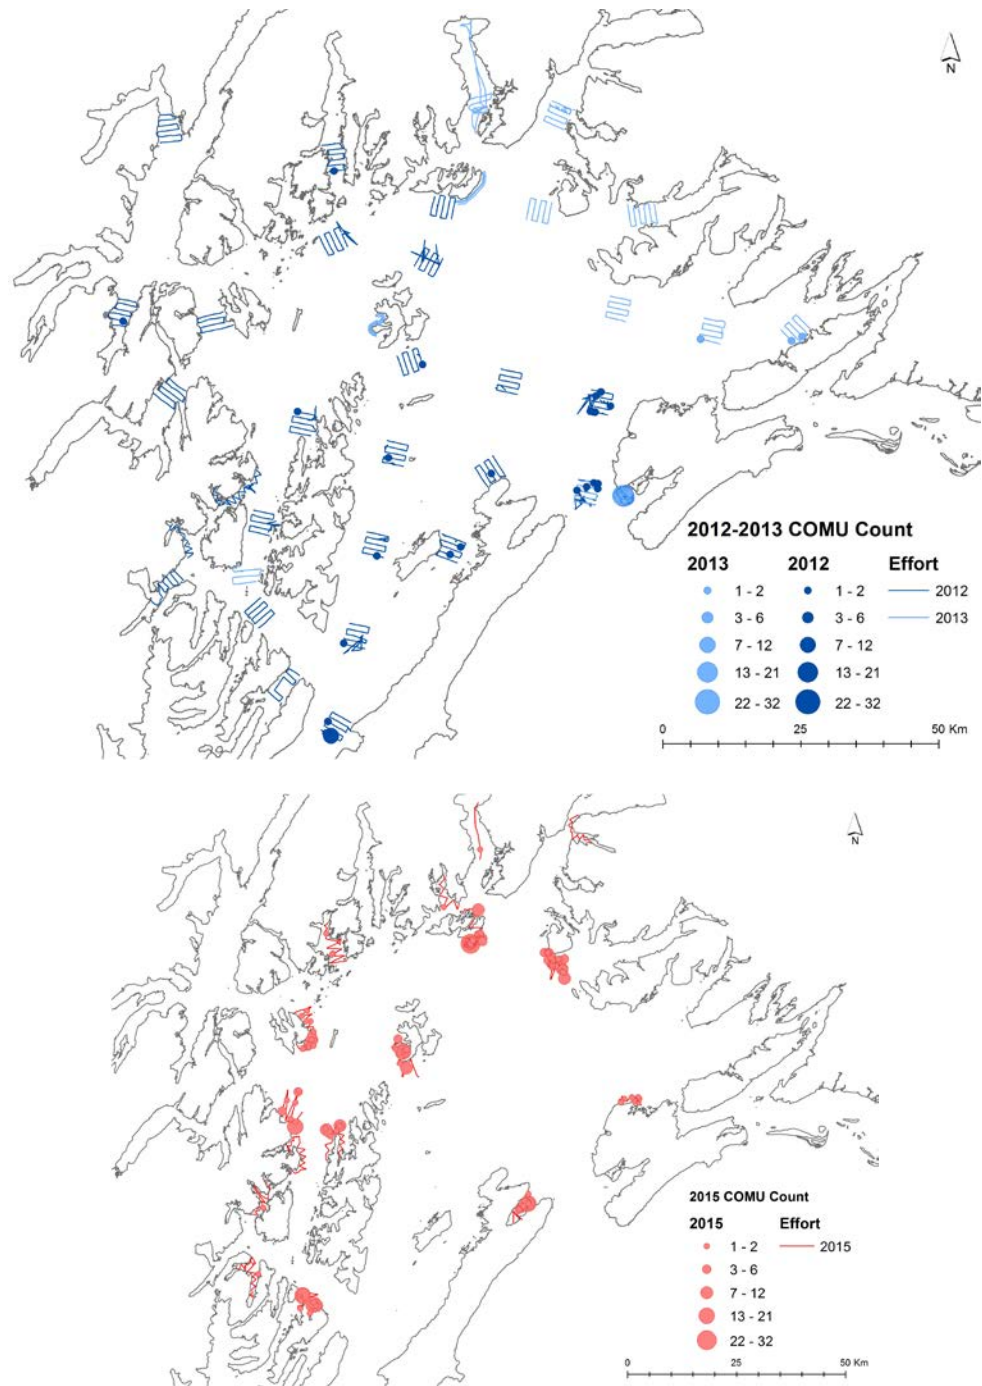 N
2012-2013 COMU Count
2013 2012 Effort
1 - 2 1 - 2 2012
3 - 6 3 - 6 2013
7 - 12 7 - 12
13 - 21 13 - 21
22 - 32 22 - 32
0 25 50 Km
N
2015 COMU Count
2015 Effort
1 - 2 2015
3 - 6
7 - 12
13 - 21
22 - 32
0 25 50 Km